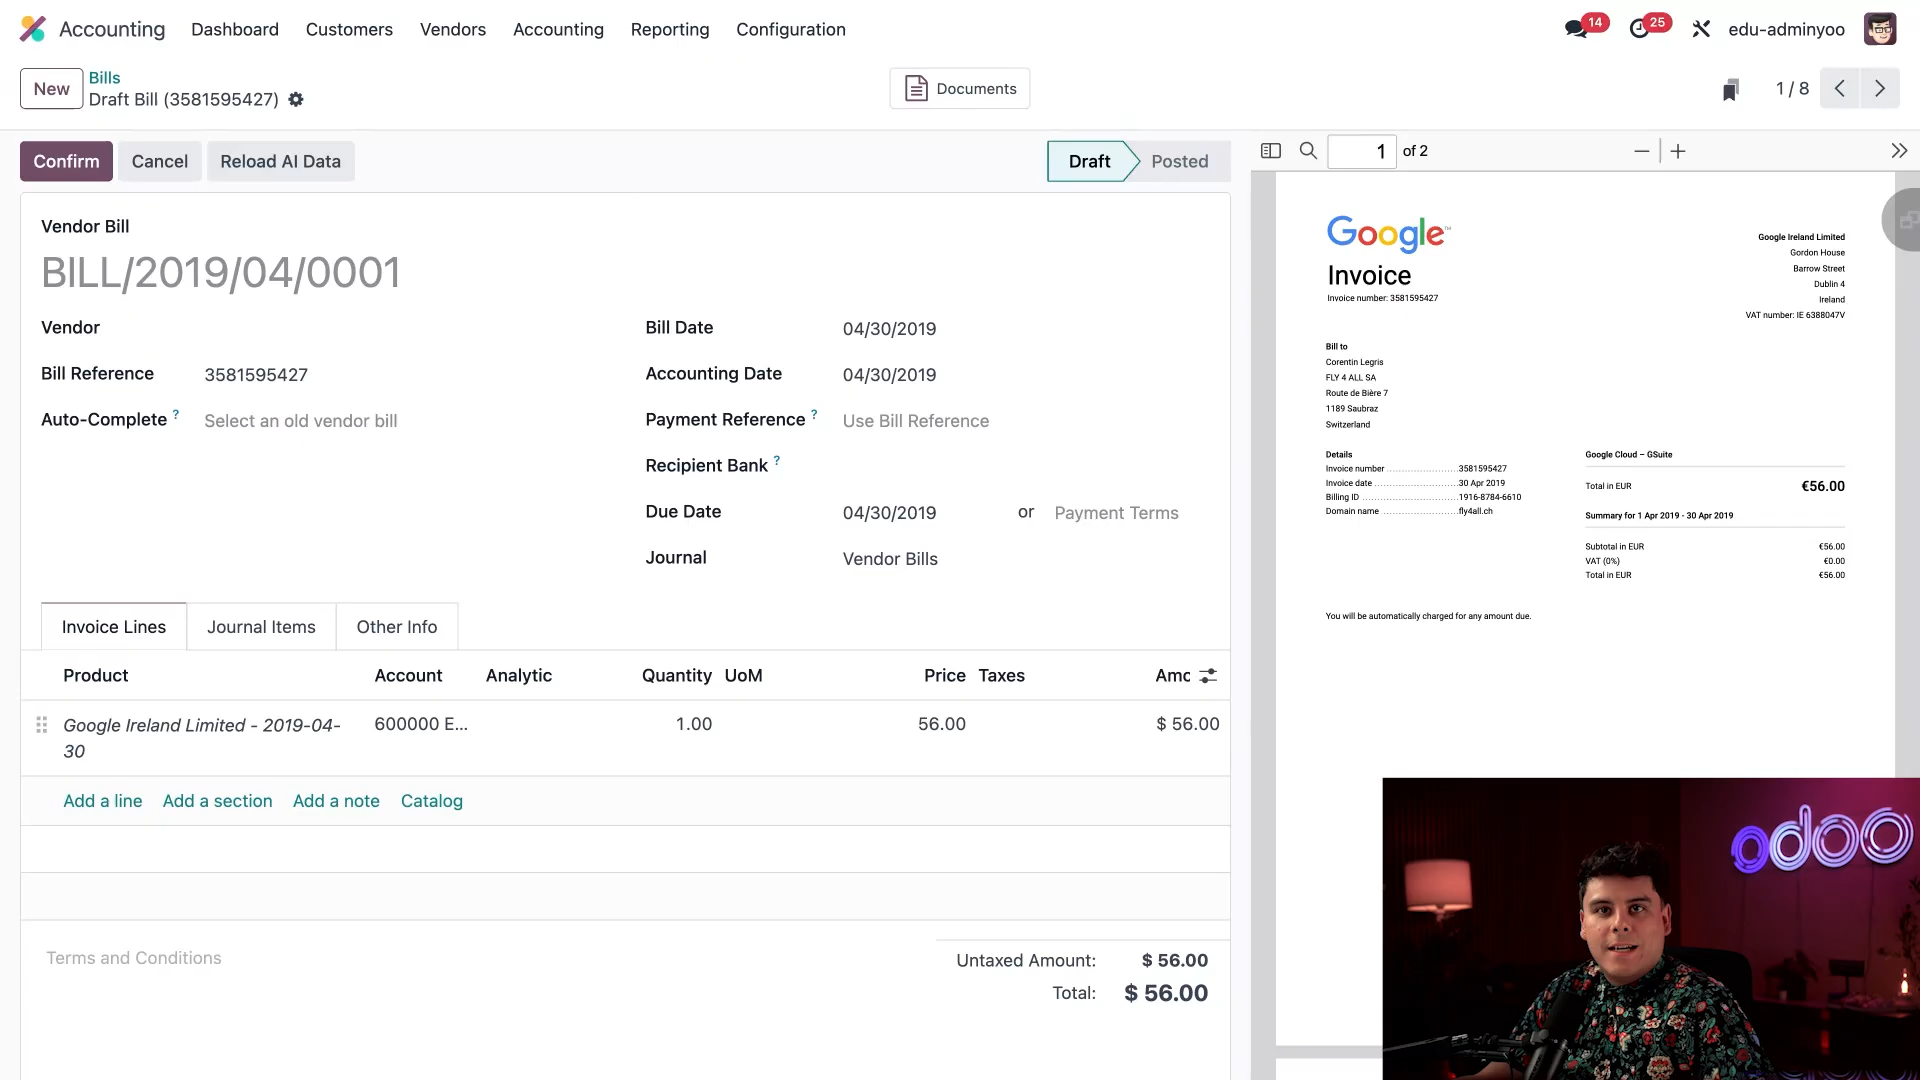 Accounting Dashboard Customers Vendors Accounting Reporting Configuration 14 25 edu-adminyoo
New Bills Documents 1 / 8
Draft Bill (3581595427)
Confirm Cancel Reload AI Data Draft Posted
Vendor Bill
BILL/2019/04/0001
Vendor Bill Date 04/30/2019
Bill Reference 3581595427 Accounting Date 04/30/2019
Auto-Complete ? Select an old vendor bill Payment Reference ? Use Bill Reference
Recipient Bank ?
Due Date 04/30/2019 or Payment Terms
Journal Vendor Bills
Invoice Lines Journal Items Other Info
Product Account Analytic Quantity UoM Price Taxes Amo
Google Ireland Limited - 2019-04-30 600000 E... 1.00 56.00 $ 56.00
Add a line Add a section Add a note Catalog
Terms and Conditions
Untaxed Amount: $ 56.00
Total: $ 56.00
1 of 2
Google™
Invoice
Invoice number: 3581595427
Google Ireland Limited
Gordon House
Barrow Street
Dublin 4
Ireland
VAT number: IE 6388047V
Bill to
Corentin Legris
FLY 4 ALL SA
Route de Bière 7
1189 Saubraz
Switzerland
Details
Invoice number 3581595427
Invoice date 30 Apr 2019
Billing ID 1916-8784-6610
Domain name fly4all.ch
Google Cloud – GSuite
Total in EUR €56.00
Summary for 1 Apr 2019 - 30 Apr 2019
Subtotal in EUR €56.00
VAT (0%) €0.00
Total in EUR €56.00
You will be automatically charged for any amount due.
odoo